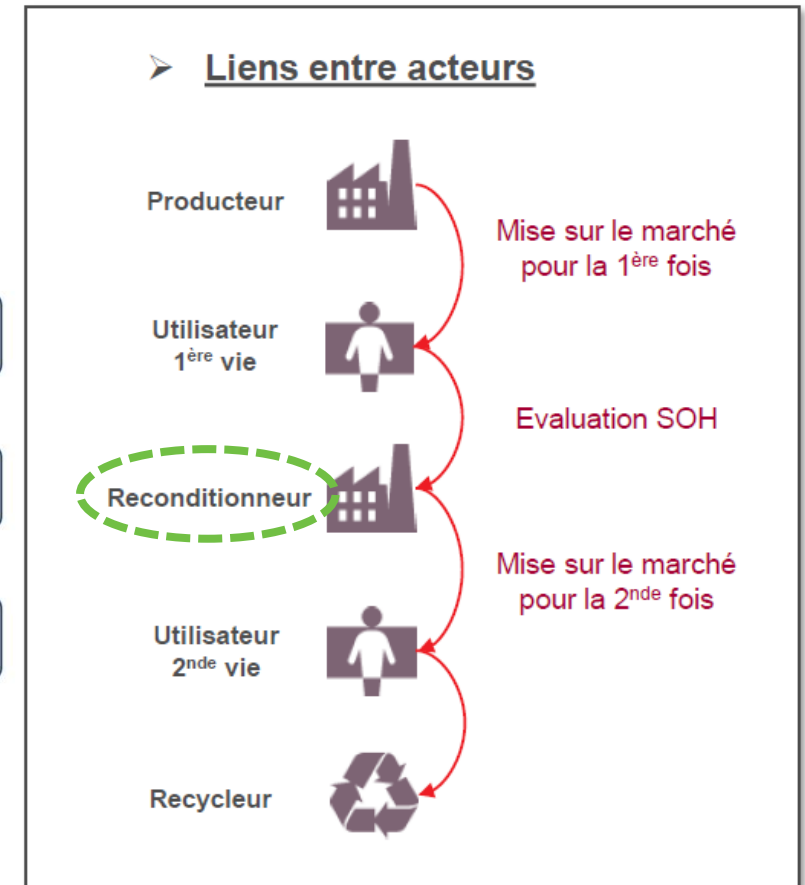 ➢ Liens entre acteurs
Producteur
Mise sur le marché
pour la 1ère fois
Utilisateur
1ère vie
Evaluation SOH
Reconditionneur
Mise sur le marché
pour la 2nde fois
Utilisateur
2nde vie
Recycleur